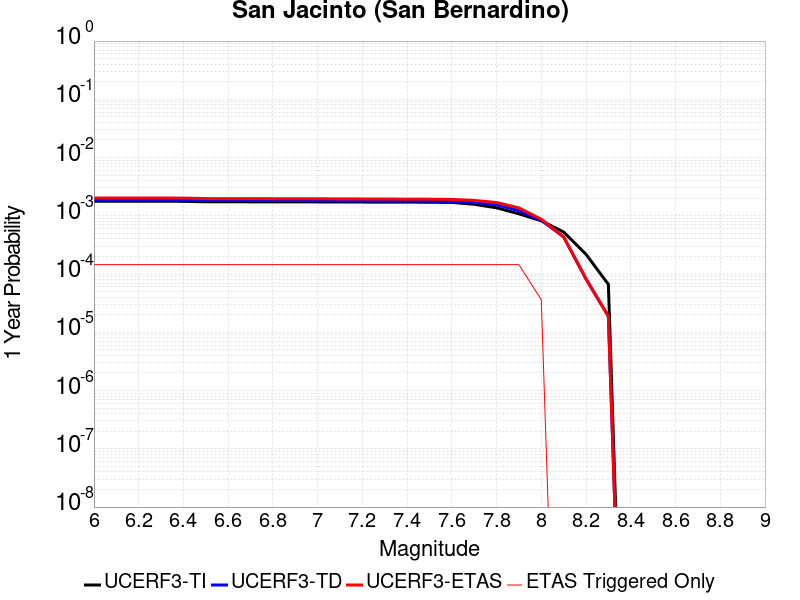 San Jacinto (San Bernardino)
10^0
10^-1
10^-2
10^-3
10^-4
10^-5
10^-6
10^-7
10^-8
1 Year Probability
6 6.2 6.4 6.6 6.8 7 7.2 7.4 7.6 7.8 8 8.2 8.4 8.6 8.8 9
Magnitude
UCERF3-TI UCERF3-TD UCERF3-ETAS ETAS Triggered Only